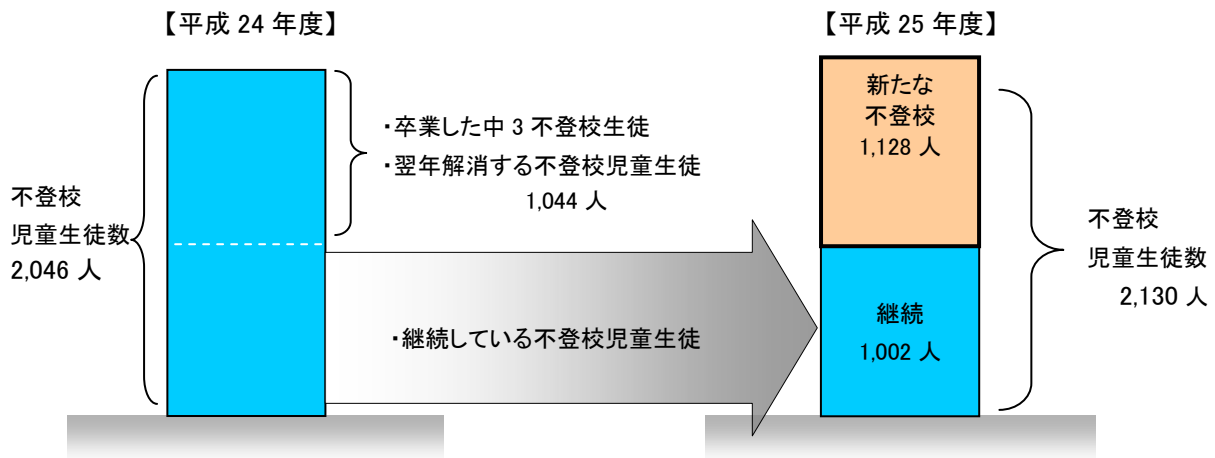 【平成 24 年度】
【平成 25 年度】
不登校
児童生徒数
2,046 人
・卒業した中 3 不登校生徒
・翌年解消する不登校児童生徒
1,044 人
・継続している不登校児童生徒
新たな
不登校
1,128 人
継続
1,002 人
不登校
児童生徒数
2,130 人